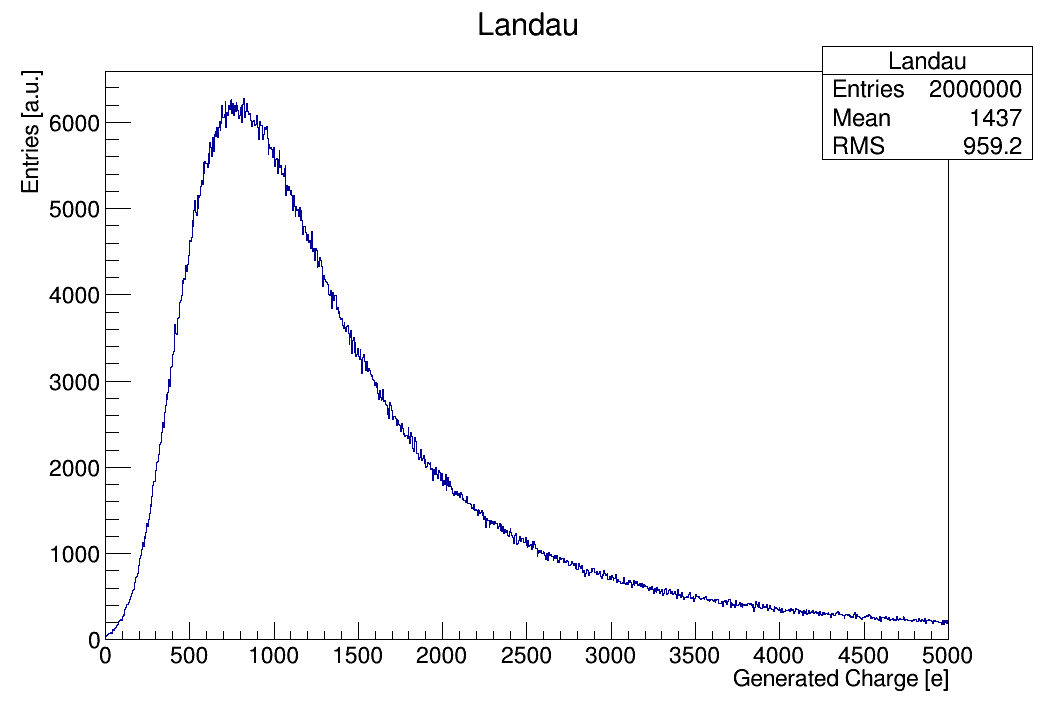 Landau
Landau
Entries 2000000
Mean 1437
RMS 959.2
Entries [a.u.]
6000
5000
4000
3000
2000
1000
0
0 500 1000 1500 2000 2500 3000 3500 4000 4500 5000
Generated Charge [e]